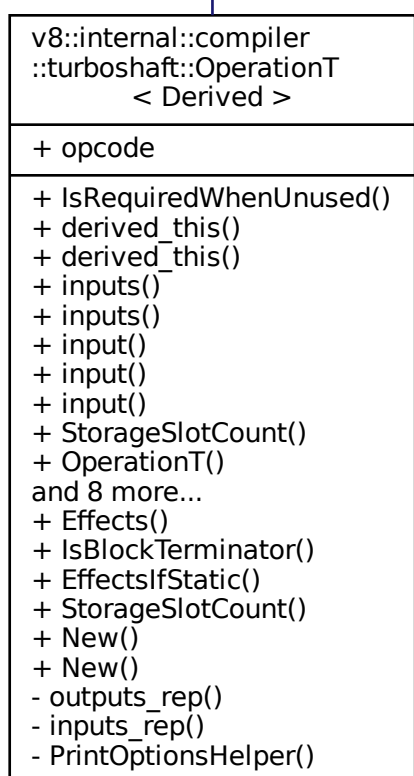 v8::internal::compiler
::turboshaft::OperationT
< Derived >
+ opcode
+ IsRequiredWhenUnused()
+ derived_this()
+ derived_this()
+ inputs()
+ inputs()
+ input()
+ input()
+ input()
+ StorageSlotCount()
+ OperationT()
and 8 more...
+ Effects()
+ IsBlockTerminator()
+ EffectsIfStatic()
+ StorageSlotCount()
+ New()
+ New()
- outputs_rep()
- inputs_rep()
- PrintOptionsHelper()